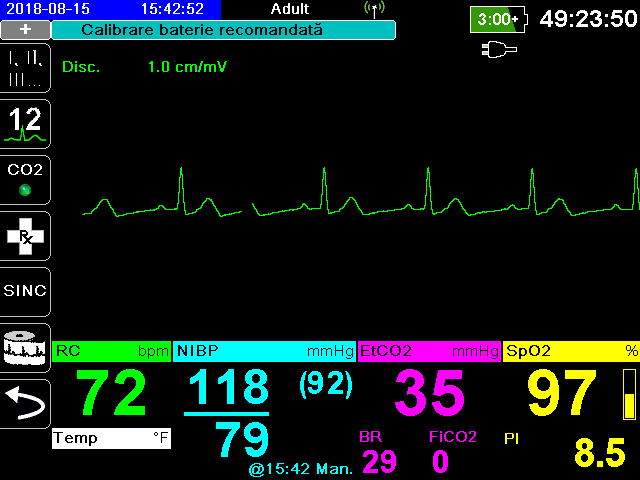 2018-08-15 15:42:52 Adult 3:00+ 49:23:50
+ Calibrare baterie recomandată
I, II,
III...
Disc. 1.0 cm/mV
12
CO2
Rx
SINC
RC bpm NIBP mmHg EtCO2 mmHg SpO2 %
72 118 (92) 35 97
79
Temp °F
BR FiCO2 PI
@15:42 Man. 29 0 8.5